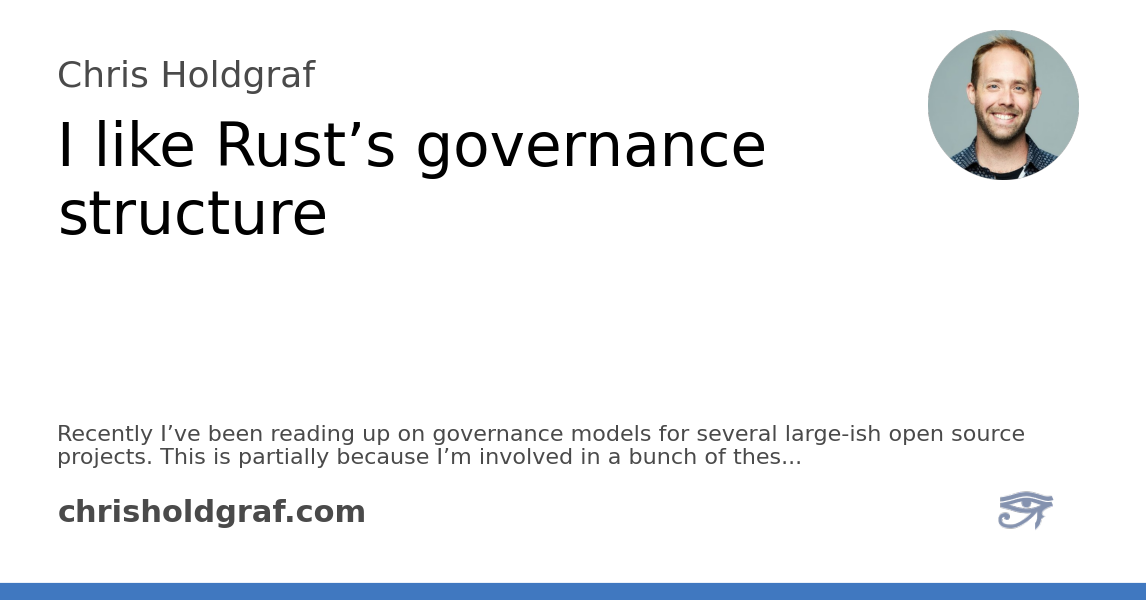 Chris Holdgraf
I like Rust’s governance
structure
Recently I’ve been reading up on governance models for several large-ish open source
projects. This is partially because I’m involved in a bunch of thes...
chrisholdgraf.com